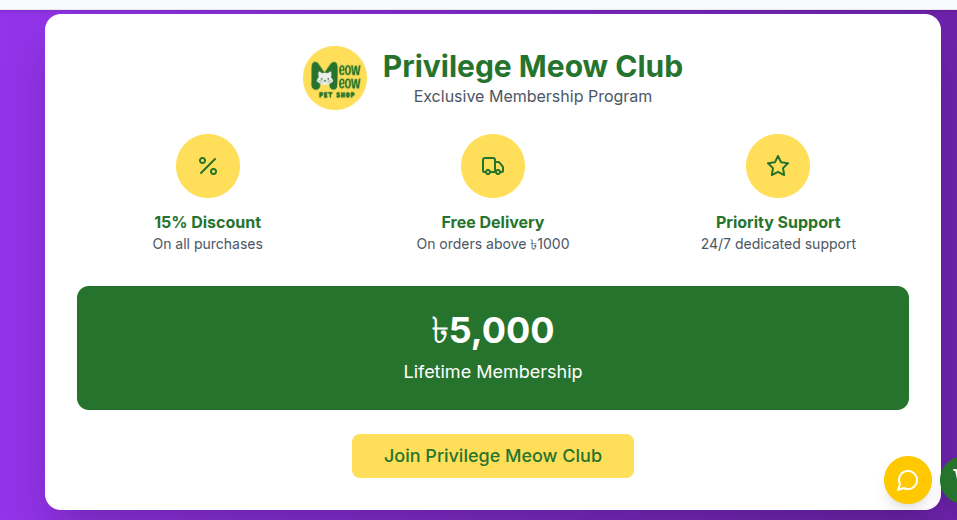 Meow
eow
PET SHOP
Privilege Meow Club
Exclusive Membership Program
15% Discount
On all purchases
Free Delivery
On orders above ৳1000
Priority Support
24/7 dedicated support
৳5,000
Lifetime Membership
Join Privilege Meow Club